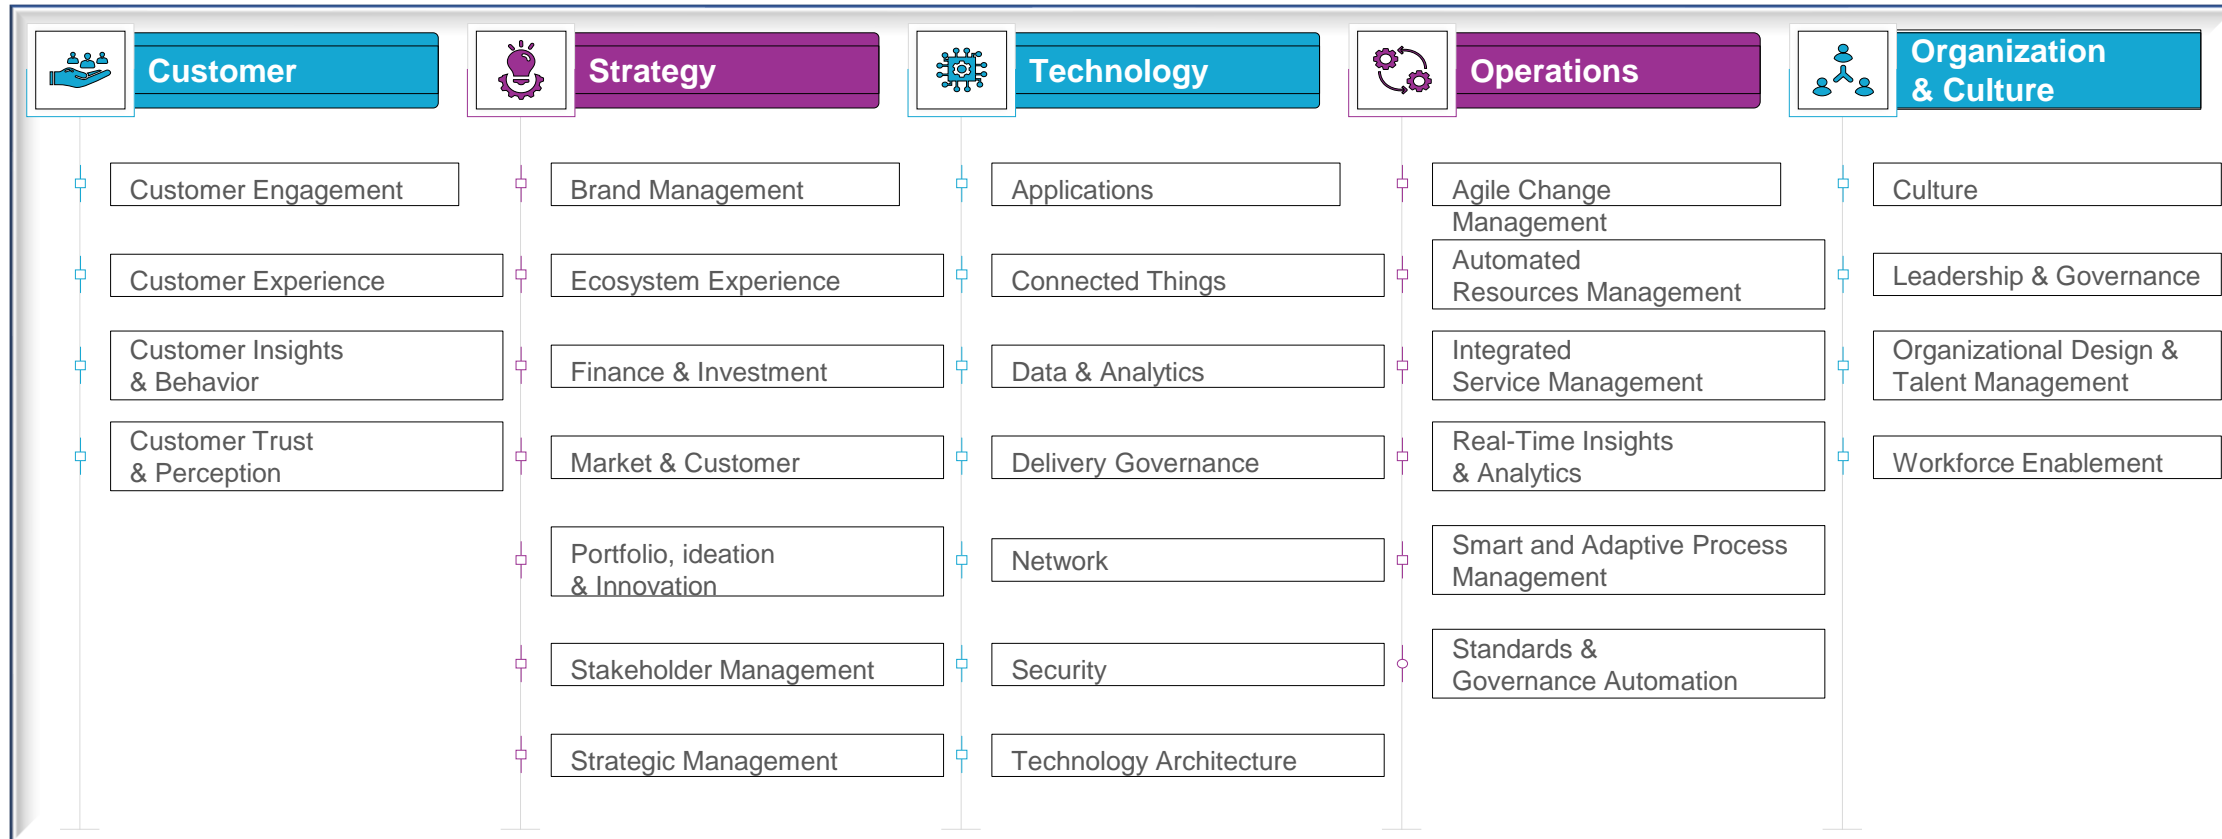 Customer
Customer Engagement
Customer Experience
Customer Insights
& Behavior
Customer Trust
& Perception
Strategy
Brand Management
Ecosystem Experience
Finance & Investment
Market & Customer
Portfolio, ideation
& Innovation
Stakeholder Management
Strategic Management
Technology
Applications
Connected Things
Data & Analytics
Delivery Governance
Network
Security
Technology Architecture
Operations
Agile Change
Management
Automated
Resources Management
Integrated
Service Management
Real-Time Insights
& Analytics
Smart and Adaptive Process
Management
Standards &
Governance Automation
Organization
& Culture
Culture
Leadership & Governance
Organizational Design &
Talent Management
Workforce Enablement